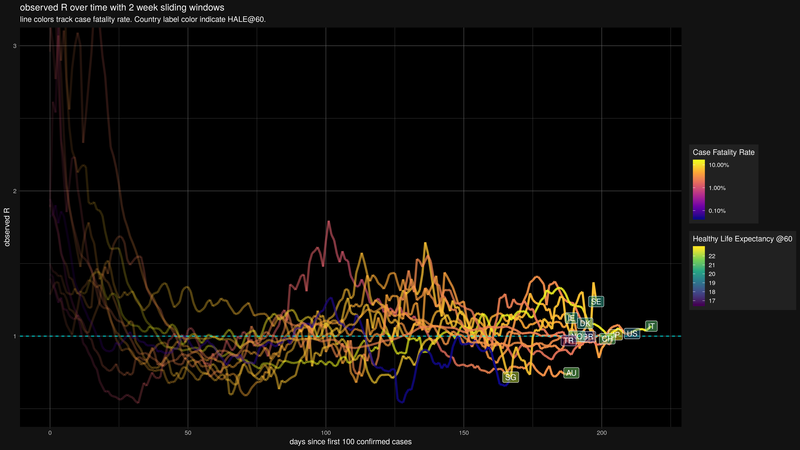 observed R over time with 2 week sliding windows
line colors track case fatality rate. Country label color indicate HALE@60.
3
2
1
observed R
0
50
100
150
200
days since first 100 confirmed cases
SE
DK
IT
US
TR
CH
SG
AU
Case Fatality Rate
10.00%
1.00%
0.10%
Healthy Life Expectancy @60
22
21
20
19
18
17